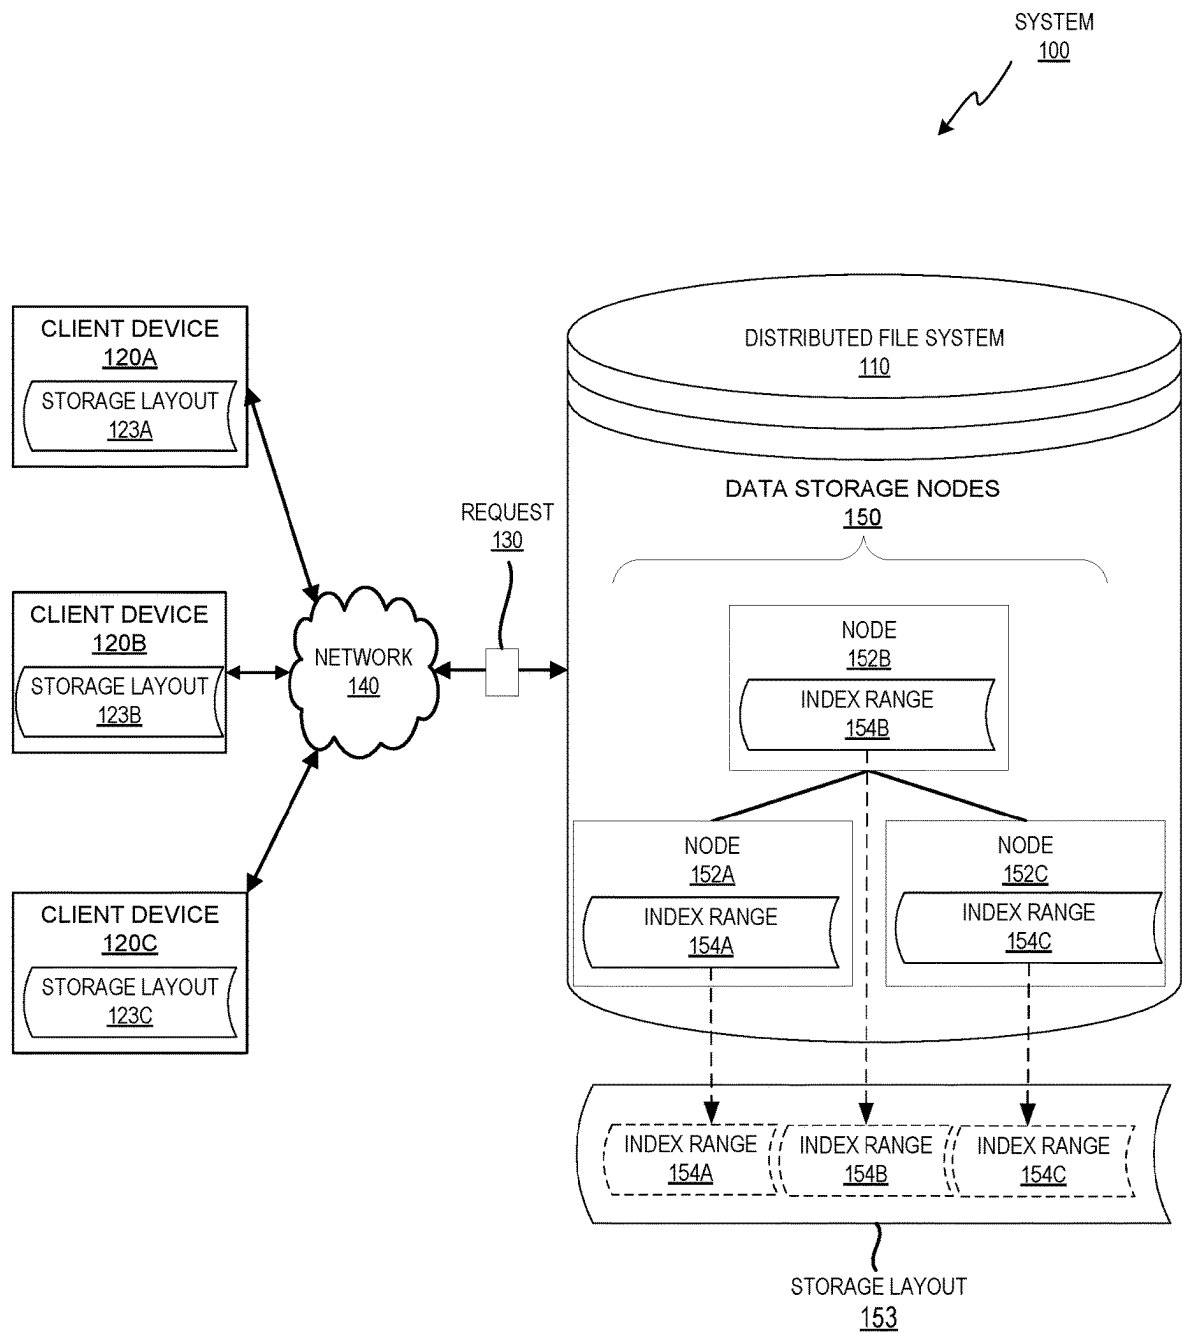 SYSTEM
100
DISTRIBUTED FILE SYSTEM
110
CLIENT DEVICE
120A
STORAGE LAYOUT
123A
DATA STORAGE NODES
150
REQUEST
130
CLIENT DEVICE
120B
STORAGE LAYOUT
123B
NETWORK
140
NODE
152B
INDEX RANGE
154B
NODE
152A
INDEX RANGE
154A
NODE
152C
INDEX RANGE
154C
CLIENT DEVICE
120C
STORAGE LAYOUT
123C
INDEX RANGE
154A
INDEX RANGE
154B
INDEX RANGE
154C
STORAGE LAYOUT
153